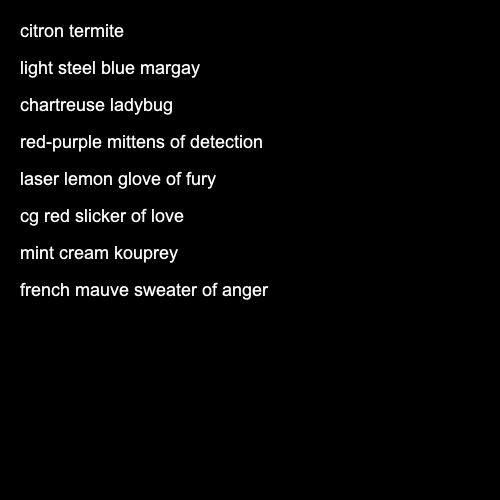 citron termite
light steel blue margay
chartreuse ladybug
red-purple mittens of detection
laser lemon glove of fury
cg red slicker of love
mint cream kouprey
french mauve sweater of anger